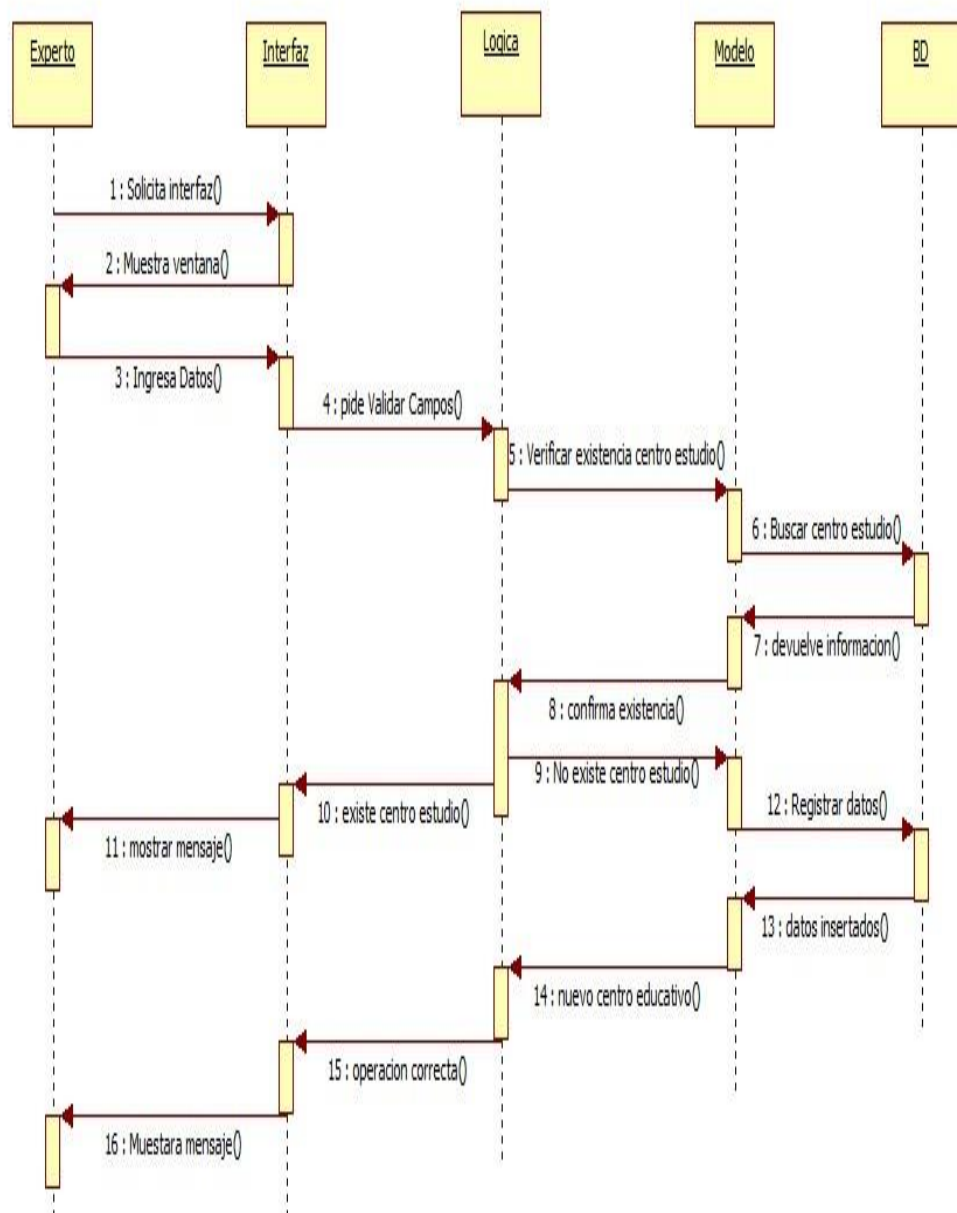 Experto
Interfaz
Logica
Modelo
BD
1 : Solicita interfaz()
2 : Muestra ventana()
3 : Ingresa Datos()
4 : pide Validar Campos()
5 : Verificar existencia centro estudio()
6 : Buscar centro estudio()
7 : devuelve informacion()
8 : confirma existencia()
9 : No existe centro estudio()
10 : existe centro estudio()
11 : mostrar mensaje()
12 : Registrar datos()
13 : datos insertados()
14 : nuevo centro educativo()
15 : operacion correcta()
16 : Muestara mensaje()